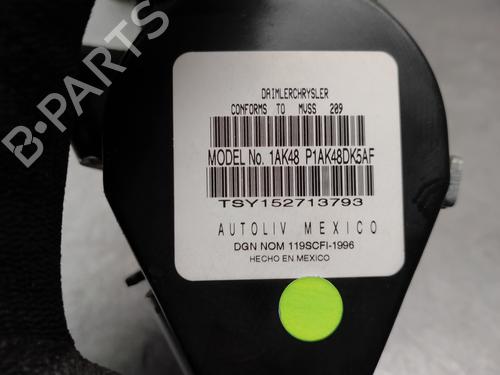 DAIMLERCHRYSLER
CONFORMS TO MVSS 209
MODEL No. 1AK48 P1AK48DK5AF
TSY152713793
AUTOLIV MEXICO
DGN NOM 119SCFI-1996
HECHO EN MEXICO
B-PARTS